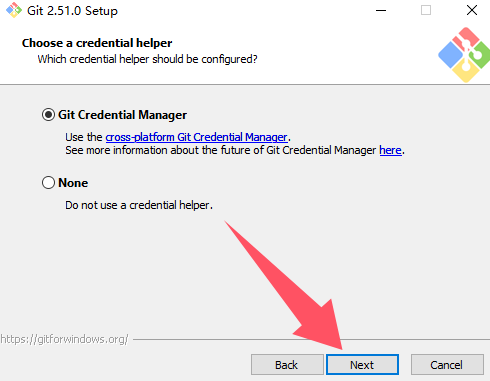 Git 2.51.0 Setup
Choose a credential helper
Which credential helper should be configured?
Git Credential Manager
Use the cross-platform Git Credential Manager.
See more information about the future of Git Credential Manager here.
None
Do not use a credential helper.
https://gitforwindows.org/
Back Next Cancel